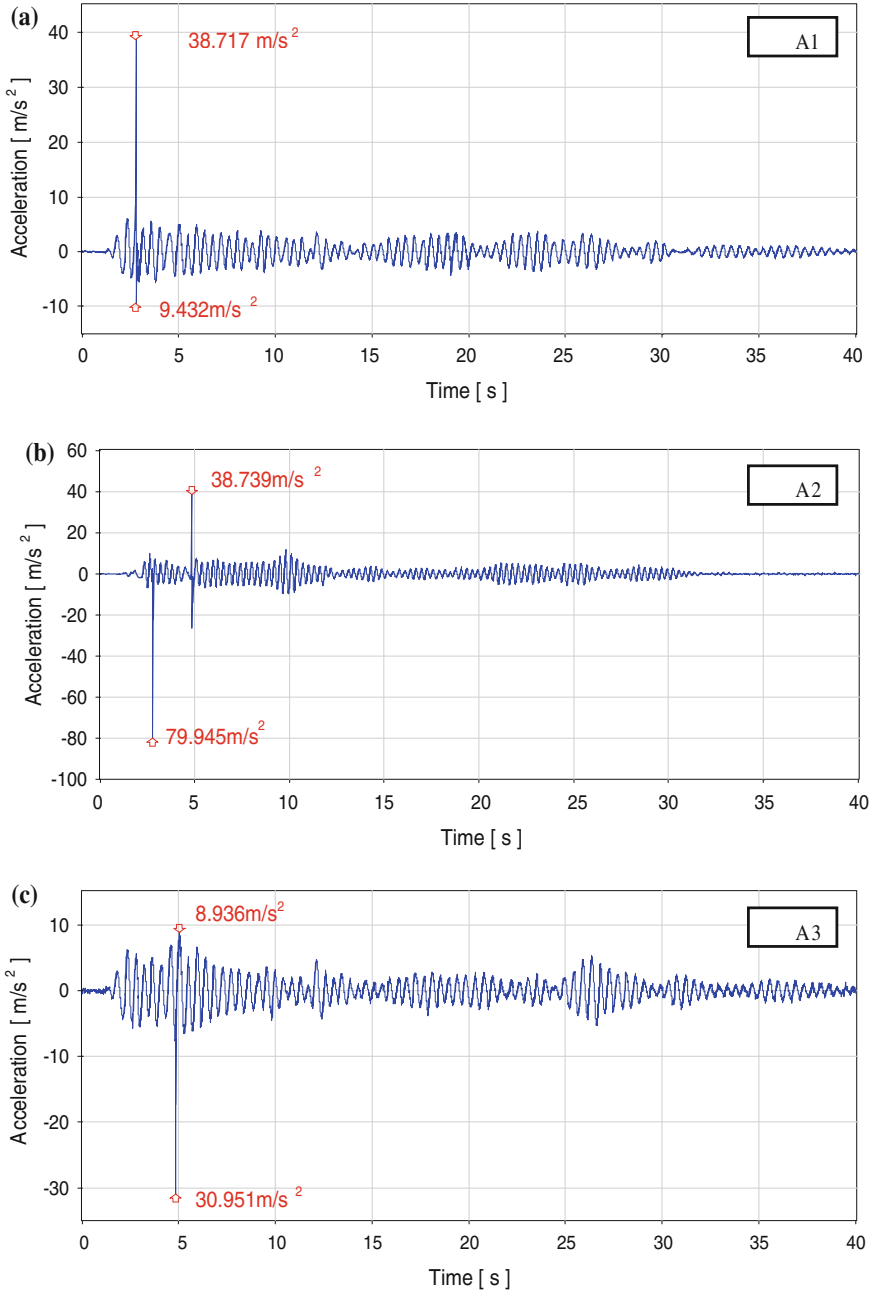 (a)
A1
38.717 m/s²
9.432m/s²
Acceleration [ m/s² ]
40
30
20
10
0
-10
0 5 10 15 20 25 30 35 40
Time [ s ]
(b)
A2
38.739m/s²
79.945m/s²
Acceleration [ m/s² ]
60
40
20
0
-20
-40
-60
-80
-100
0 5 10 15 20 25 30 35 40
Time [ s ]
(c)
A3
8.936m/s²
30.951m/s²
Acceleration [ m/s² ]
10
0
-10
-20
-30
0 5 10 15 20 25 30 35 40
Time [ s ]